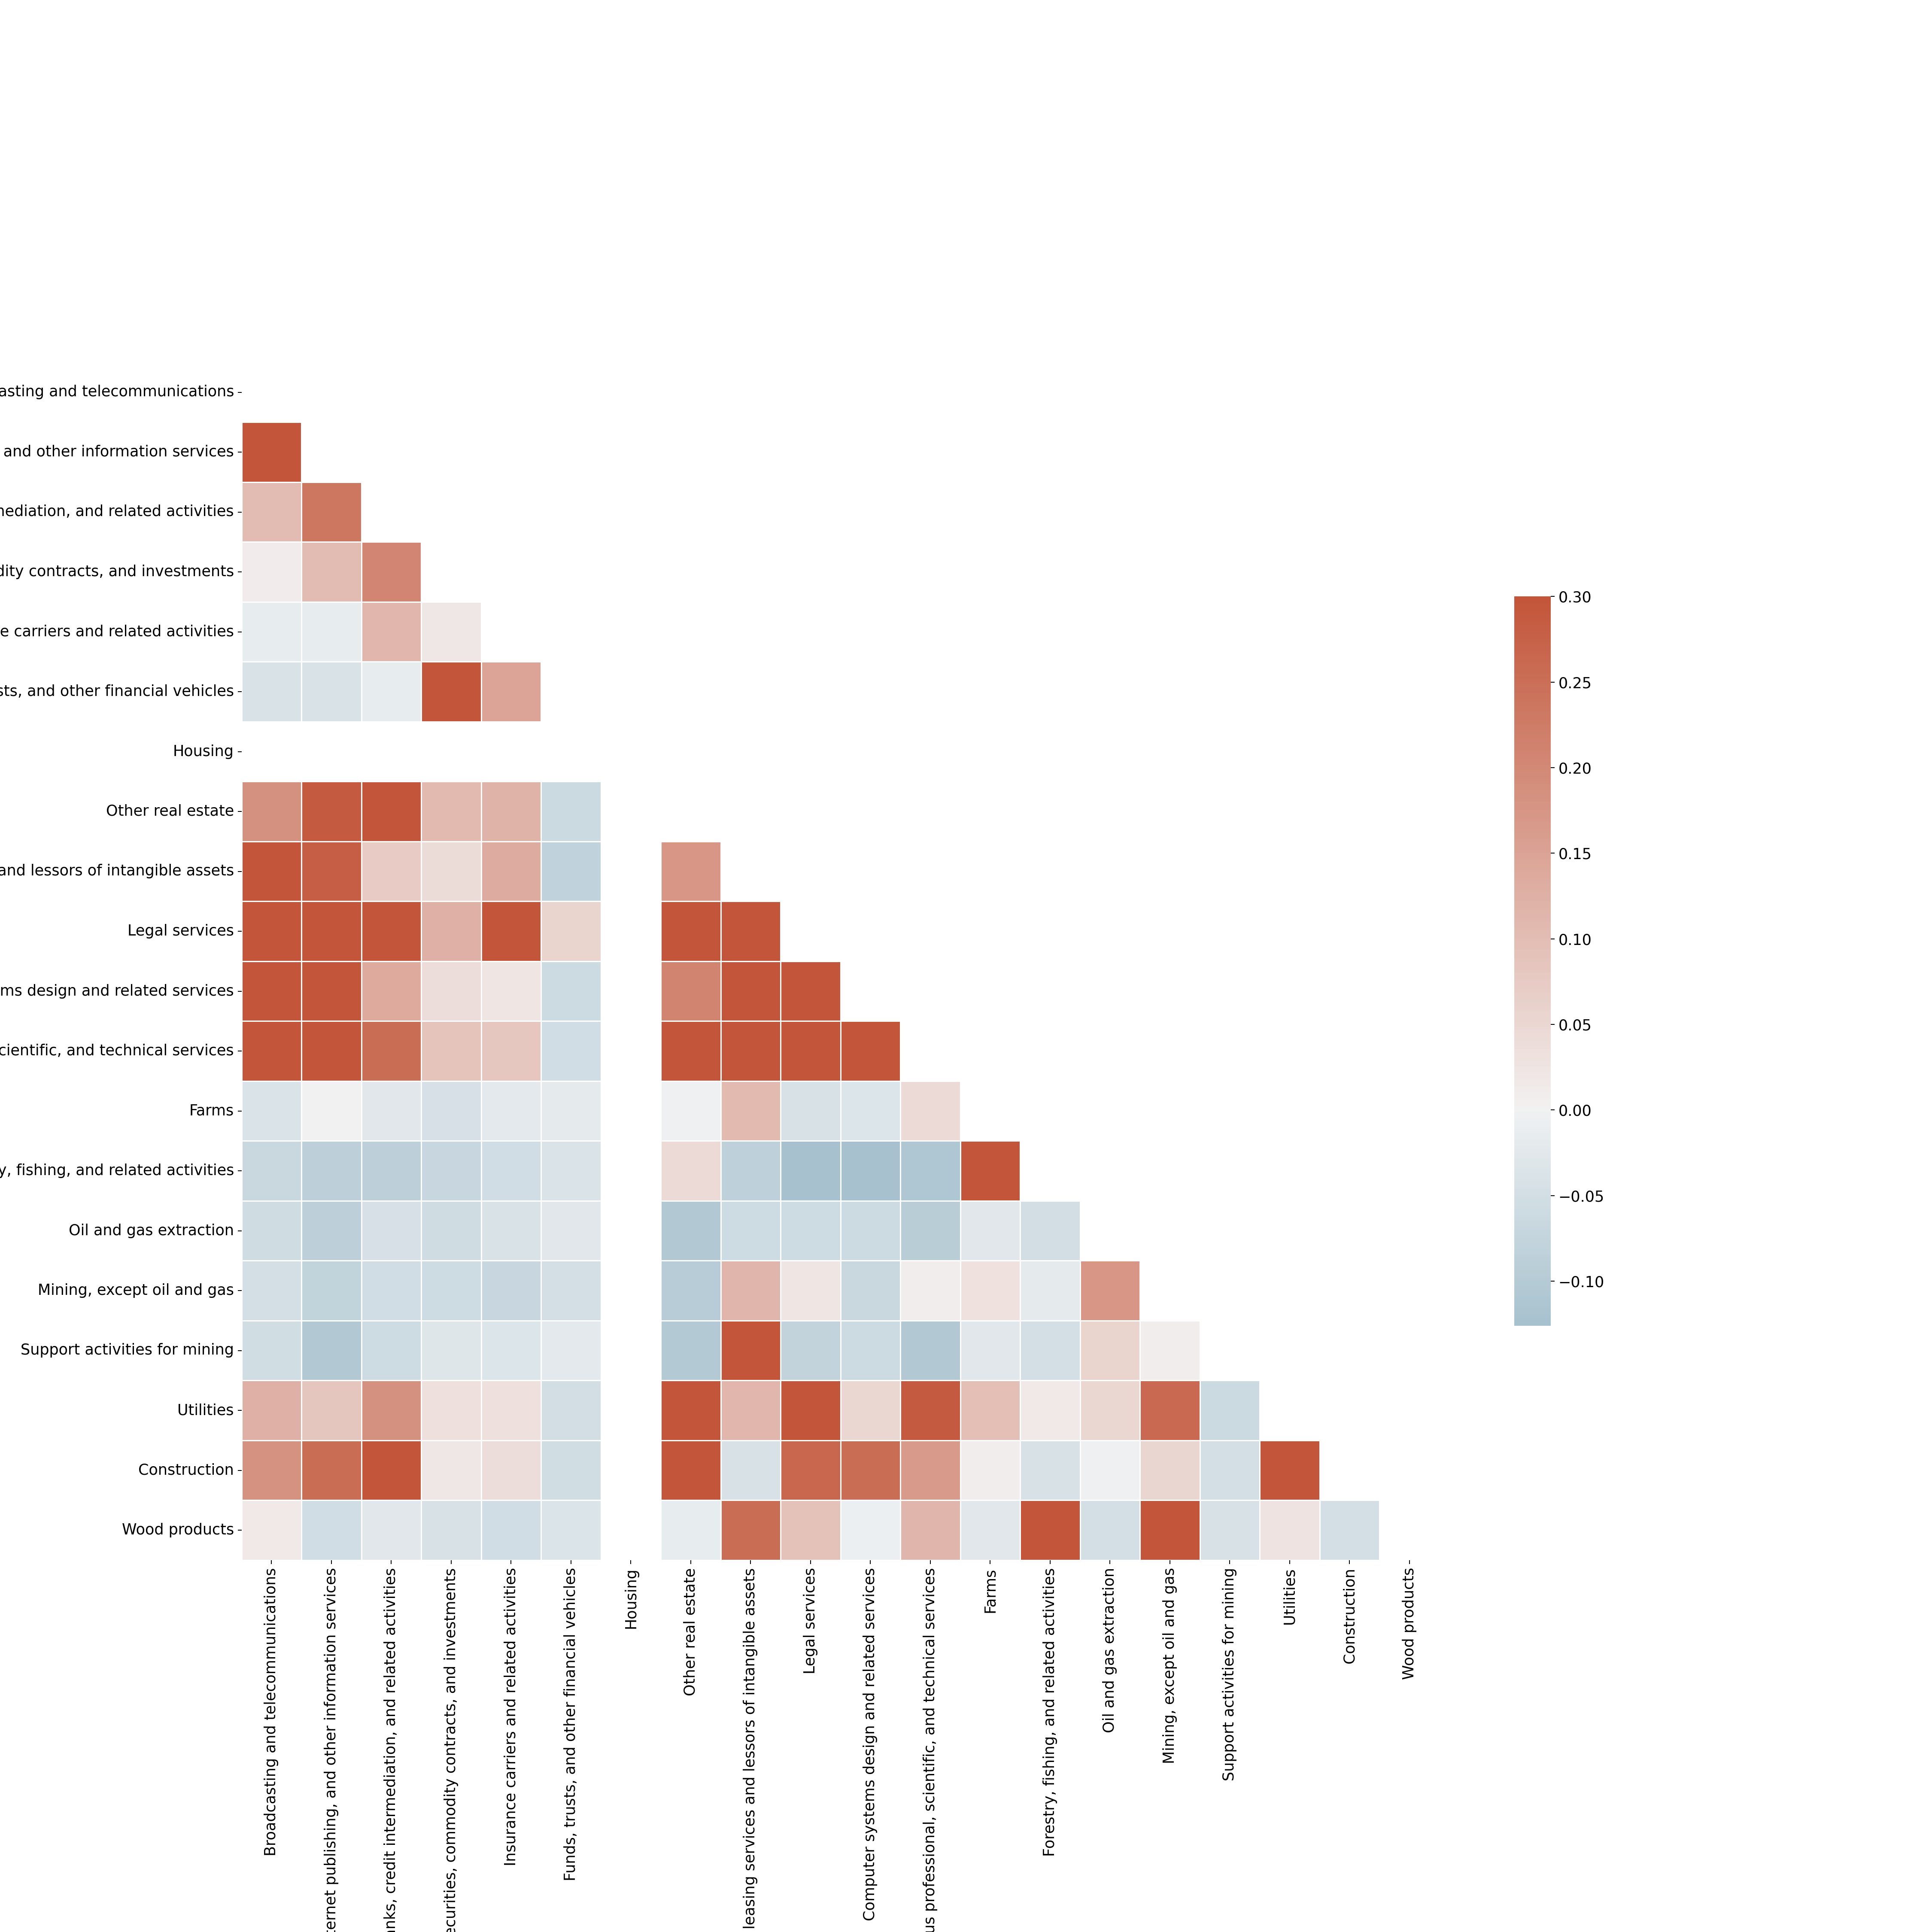 asting and telecommunications
and other information services
nediation, and related activities
dity contracts, and investments
e carriers and related activities
sts, and other financial vehicles
Housing
Other real estate
and lessors of intangible assets
Legal services
ms design and related services
cientific, and technical services
Farms
y, fishing, and related activities
Oil and gas extraction
Mining, except oil and gas
Support activities for mining
Utilities
Construction
Wood products
Broadcasting and telecommunications
ternet publishing, and other information services
anks, credit intermediation, and related activities
ecurities, commodity contracts, and investments
Insurance carriers and related activities
Funds, trusts, and other financial vehicles
Housing
Other real estate
leasing services and lessors of intangible assets
Legal services
Computer systems design and related services
us professional, scientific, and technical services
Farms
Forestry, fishing, and related activities
Oil and gas extraction
Mining, except oil and gas
Support activities for mining
Utilities
Construction
Wood products
0.30
0.25
0.20
0.15
0.10
0.05
0.00
−0.05
−0.10